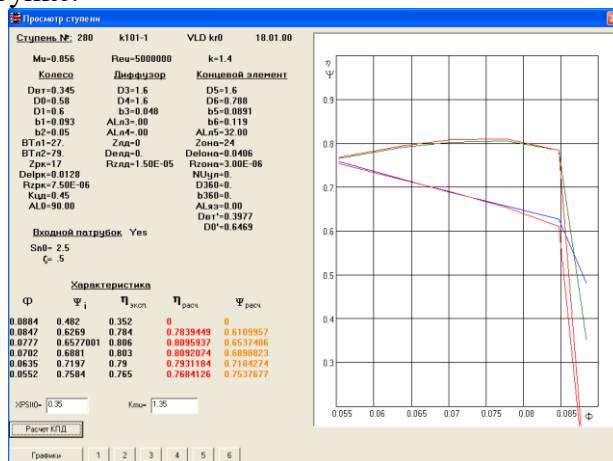 Просмотр ступени
Ступень №: 280 k101-1 VLD kr0 18.01.00
Mu=0.856 Reu=5000000 k=1.4
Колесо Диффузор Концевой элемент
Dвт=0.345 D3=1.6 D5=1.6
D0=0.58 D4=1.6 D6=0.788
D1=0.6 b3=0.048 b5=0.0891
b1=0.093 ALл3=.00 b6=0.119
b2=0.05 ALл4=.00 ALл5=32.00
BTл1=27. Zлд=0 Zона=24
BTл2=79. Delлд=0. Delона=0.0406
Zрк=17 Rzлд=1.50E-05 Rzона=3.00E-06
Delрк=0.0128 NUул=0.
Rzрк=7.50E-06 D360=0.
Kцд=0.45 b360=0.
AL0=90.00 ALяз=0.00
Dвт'=0.3977
D0'=0.6469
Входной патрубок Yes
Sп0= 2.5
ζ= .5
Характеристика
Φ Ψi ηэксп. ηрасч. Ψрасч.
0.0884 0.482 0.352 0 0
0.0847 0.6269 0.784 0.7839449 0.6109957
0.0777 0.6577001 0.806 0.8095937 0.6537406
0.0702 0.6881 0.803 0.8092074 0.6898823
0.0635 0.7197 0.79 0.7931184 0.7184274
0.0552 0.7584 0.765 0.7684126 0.7537677
XPSIt0= 0.35 Kmu= 1.35
Расчет КПД
Графики 1 2 3 4 5 6
η
Ψ
0.9
0.8
0.7
0.6
0.5
0.4
0.3
0.055 0.06 0.065 0.07 0.075 0.08 0.085 Φ